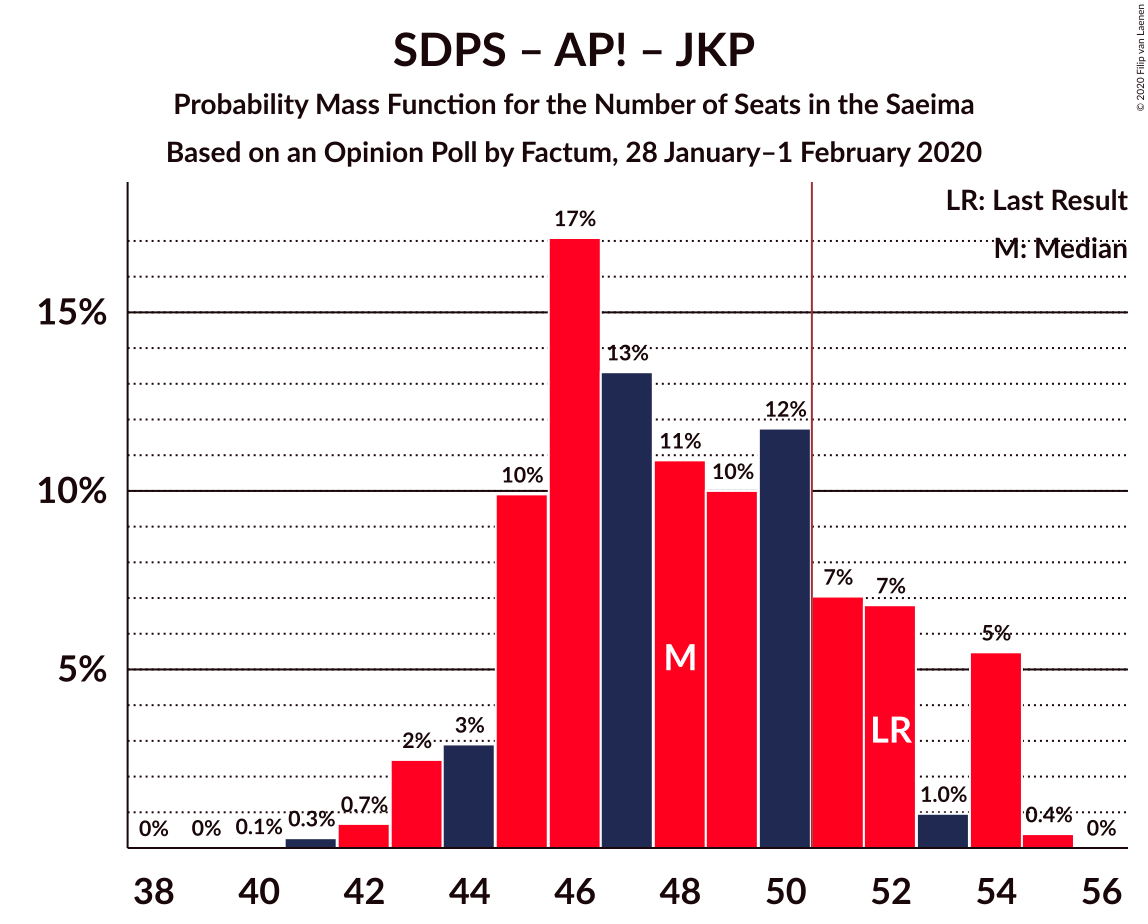 SDPS – AP! – JKP
Probability Mass Function for the Number of Seats in the Saeima
Based on an Opinion Poll by Factum, 28 January–1 February 2020
© 2020 Filip van Laenen
LR: Last Result
M: Median
15%
10%
5%
0%
0%
0.1%
0.3%
0.7%
2%
3%
10%
17%
13%
11%
10%
12%
7%
7%
1.0%
5%
0.4%
0%
M
LR
38 40 42 44 46 48 50 52 54 56